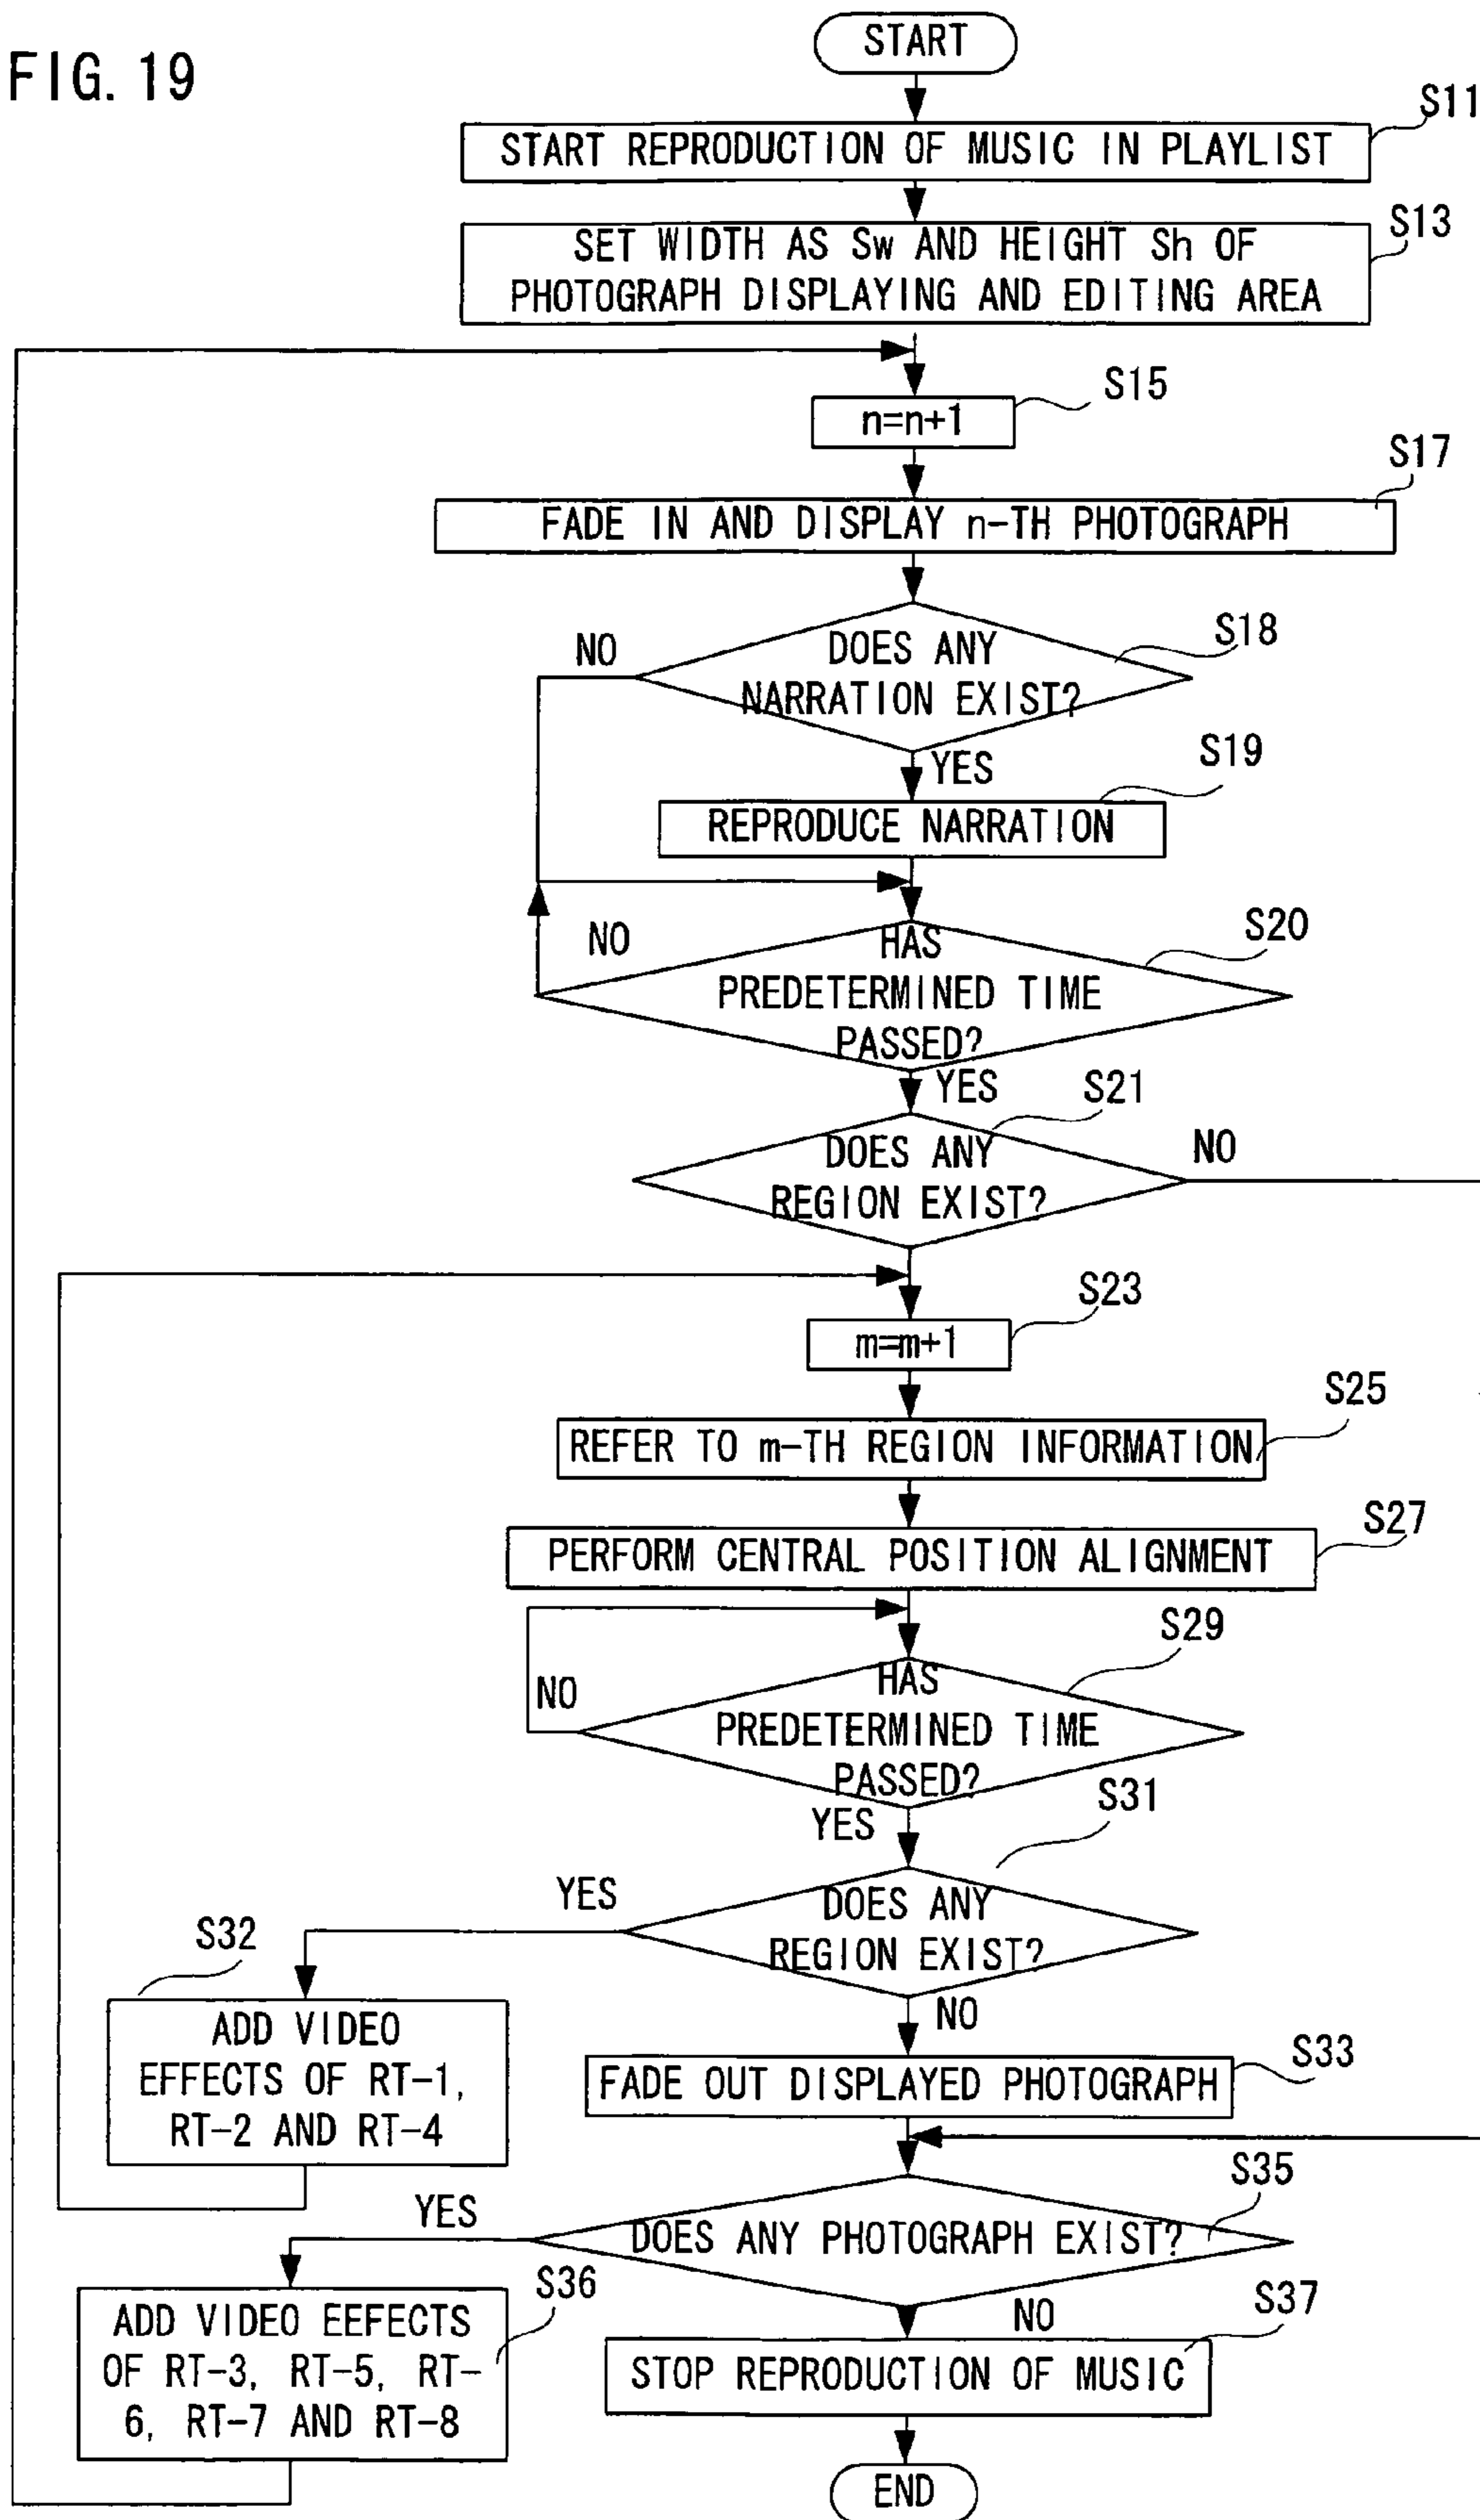 FIG. 19
START
S11
START REPRODUCTION OF MUSIC IN PLAYLIST
S13
SET WIDTH AS Sw AND HEIGHT Sh OF
PHOTOGRAPH DISPLAYING AND EDITING AREA
S15
n=n+1
S17
FADE IN AND DISPLAY n-TH PHOTOGRAPH
S18
NO
DOES ANY
NARRATION EXIST?
YES
S19
REPRODUCE NARRATION
S20
NO
HAS
PREDETERMINED TIME
PASSED?
YES
S21
DOES ANY
REGION EXIST?
NO
S23
m=m+1
S25
REFER TO m-TH REGION INFORMATION
S27
PERFORM CENTRAL POSITION ALIGNMENT
S29
NO
HAS
PREDETERMINED TIME
PASSED?
YES
S31
YES
DOES ANY
REGION EXIST?
S32
ADD VIDEO
EFFECTS OF RT-1,
RT-2 AND RT-4
NO
S33
FADE OUT DISPLAYED PHOTOGRAPH
S35
YES
DOES ANY PHOTOGRAPH EXIST?
S36
ADD VIDEO EEFECTS
OF RT-3, RT-5, RT-
6, RT-7 AND RT-8
NO
S37
STOP REPRODUCTION OF MUSIC
END